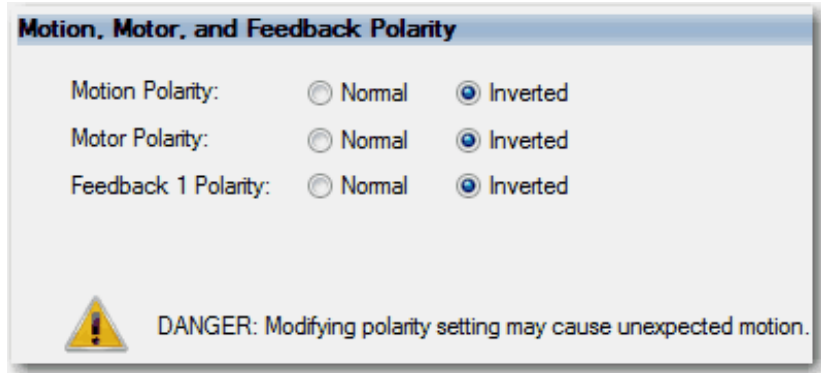 Motion, Motor, and Feedback Polarity
Motion Polarity: Normal Inverted
Motor Polarity: Normal Inverted
Feedback 1 Polarity: Normal Inverted
DANGER: Modifying polarity setting may cause unexpected motion.